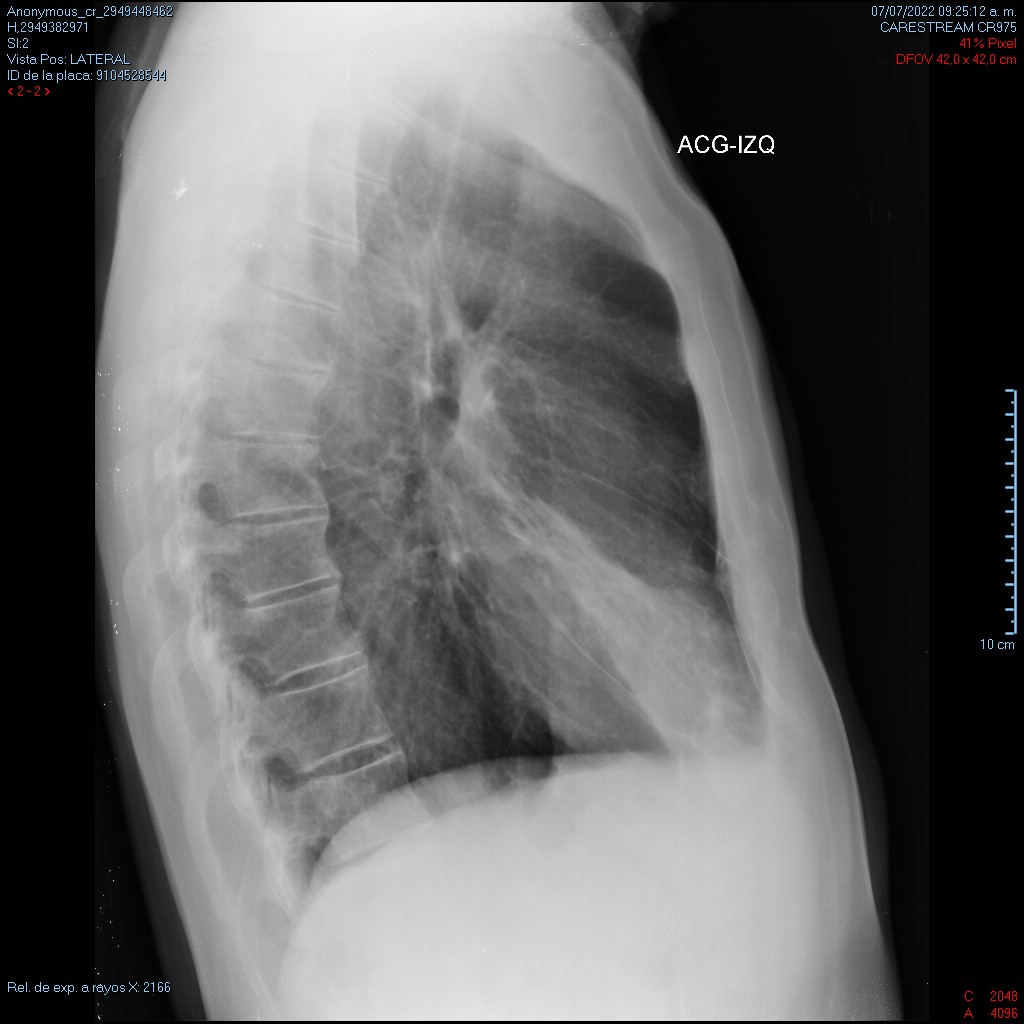 Anonymous_cr_2949448462
H,2949382971
SI:2
Vista Pos: LATERAL
ID de la placa: 9104528544
< 2 - 2 >
07/07/2022 09:25:12 a. m.
CARESTREAM CR975
41% Pixel
DFOV 42,0 x 42,0 cm
ACG-IZQ
10 cm
Rel. de exp. a rayos X: 2166
C 2048
A 4096